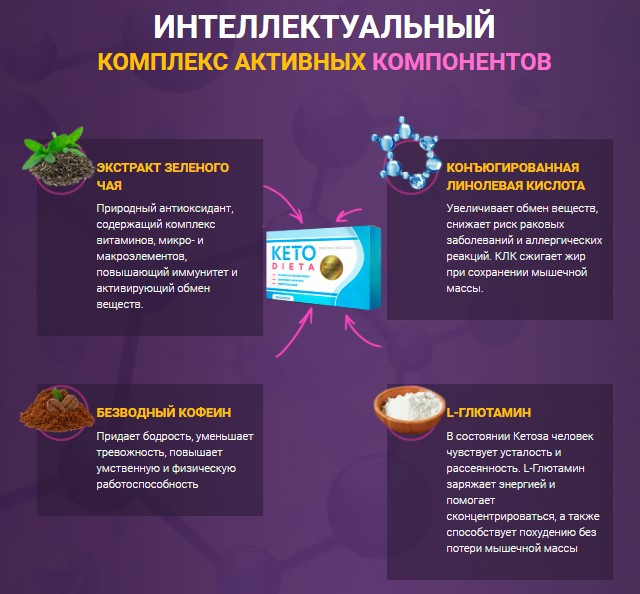 ИНТЕЛЛЕКТУАЛЬНЫЙ
КОМПЛЕКС АКТИВНЫХ КОМПОНЕНТОВ
ЭКСТРАКТ ЗЕЛЕНОГО
ЧАЯ
Природный антиоксидант,
содержащий комплекс
витаминов, микро- и
макроэлементов,
повышающий иммунитет и
активирующий обмен
веществ.
КОНЪЮГИРОВАННАЯ
ЛИНОЛЕВАЯ КИСЛОТА
Увеличивает обмен веществ,
снижает риск раковых
заболеваний и аллергических
реакций. КЛК сжигает жир
при сохранении мышечной
массы.
KETO
DIETA
БЕЗВОДНЫЙ КОФЕИН
Придает бодрость, уменьшает
тревожность, повышает
умственную и физическую
работоспособность
L-ГЛЮТАМИН
В состоянии Кетоза человек
чувствует усталость и
рассеянность. L-Глютамин
заряжает энергией и
помогает
сконцентрироваться, а также
способствует похудению без
потери мышечной массы